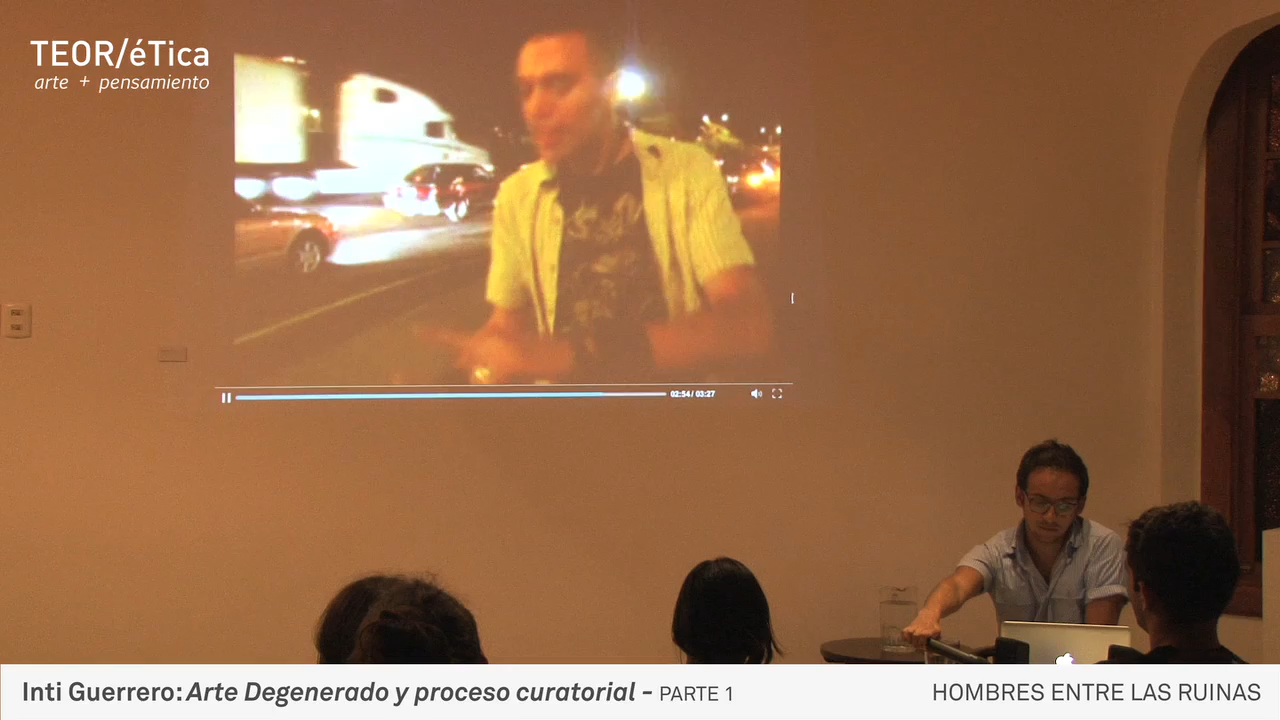 TEOR/éTica
arte + pensamiento
02:54 / 03:27
Inti Guerrero: Arte Degenerado y proceso curatorial - PARTE 1
HOMBRES ENTRE LAS RUINAS